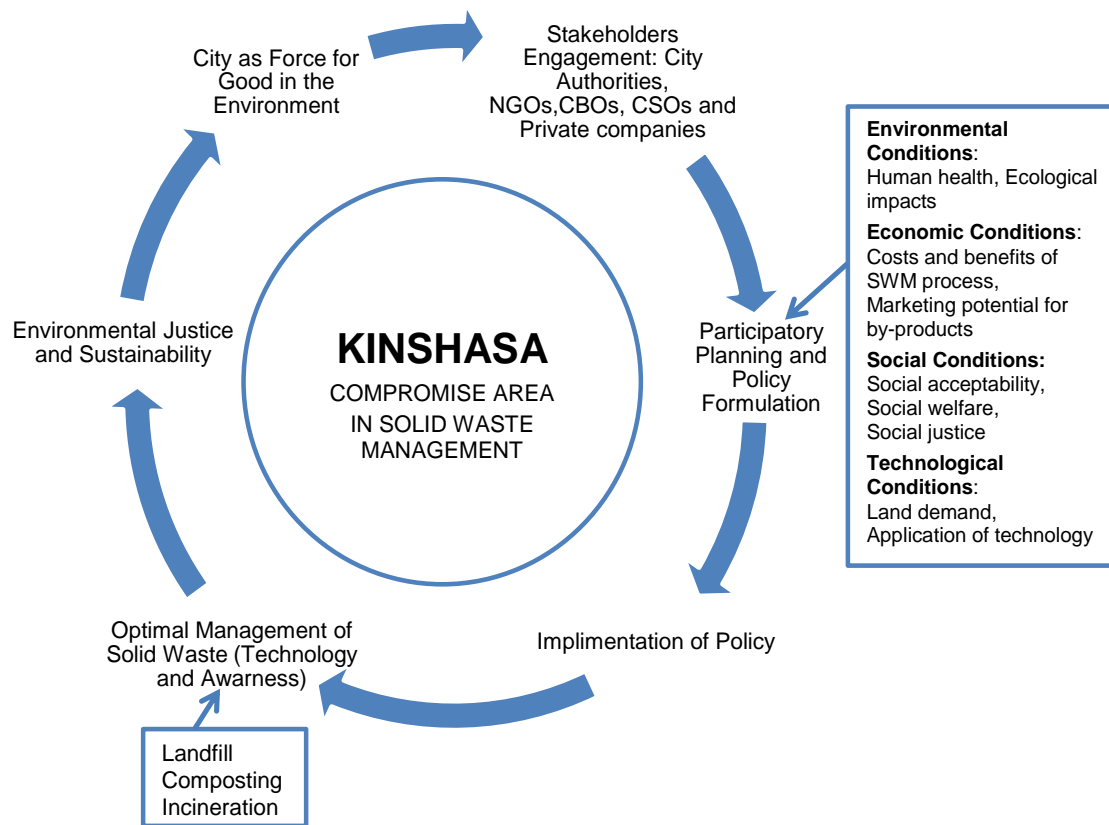 City as Force for
Good in the
Environment
Stakeholders
Engagement: City
Authorities,
NGOs,CBOs, CSOs and
Private companies
Environmental
Conditions:
Human health, Ecological
impacts
Economic Conditions:
Costs and benefits of
SWM process,
Marketing potential for
by-products
Social Conditions:
Social acceptability,
Social welfare,
Social justice
Technological
Conditions:
Land demand,
Application of technology
Participatory
Planning and
Policy
Formulation
Implimentation of Policy
Optimal Management of
Solid Waste (Technology
and Awarness)
Landfill
Composting
Incineration
Environmental Justice
and Sustainability
KINSHASA
COMPROMISE AREA
IN SOLID WASTE
MANAGEMENT